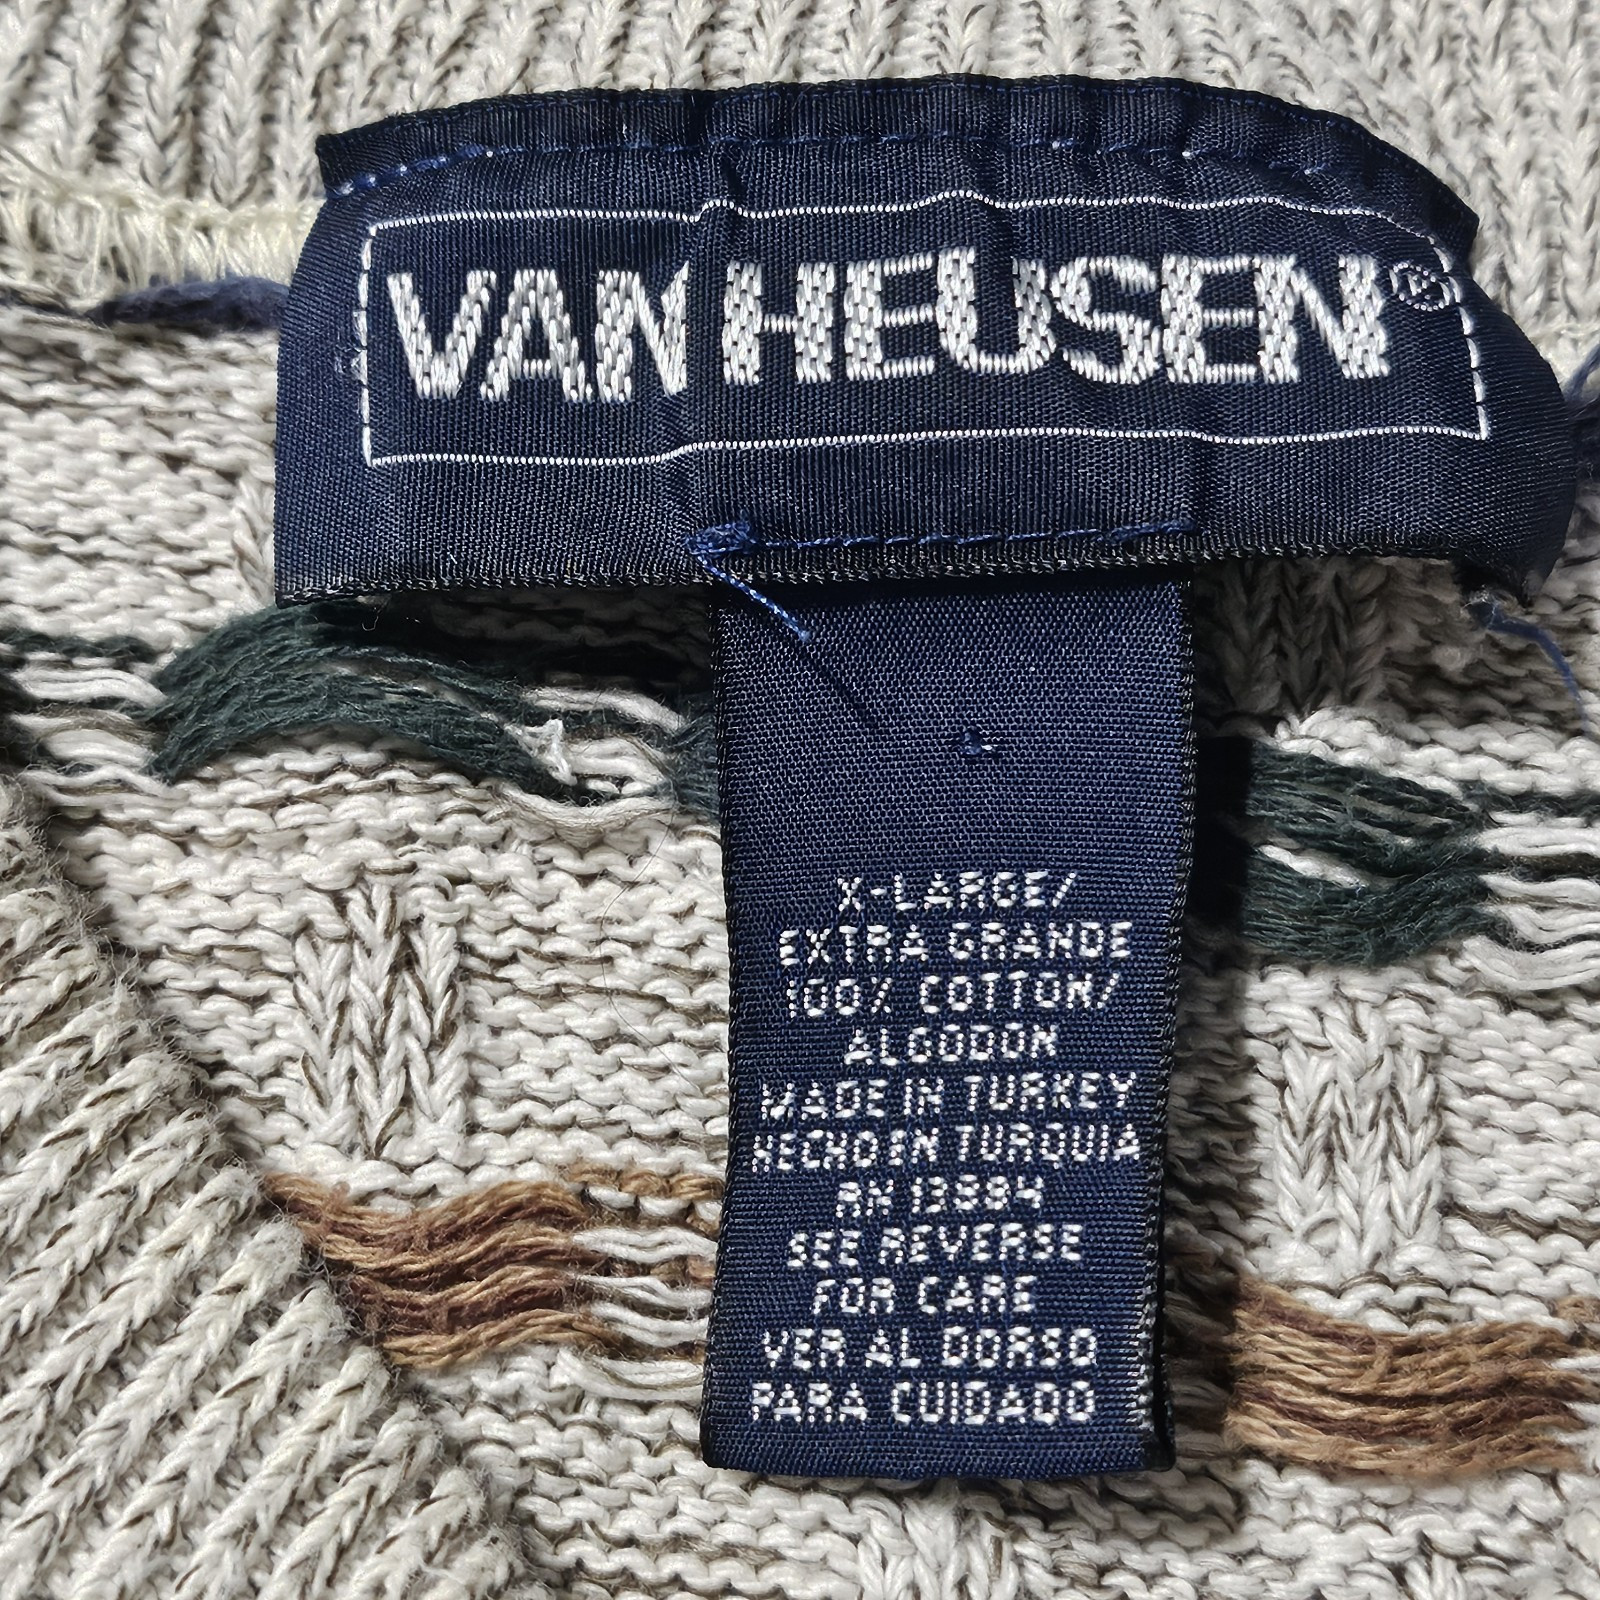 VAN HEUSEN®
X-LARGE/
EXTRA GRANDE
100% COTTON/
ALGODON
MADE IN TURKEY
HECHO EN TURQUIA
RN 13884
SEE REVERSE
FOR CARE
VER AL DORSO
PARA CUIDADO